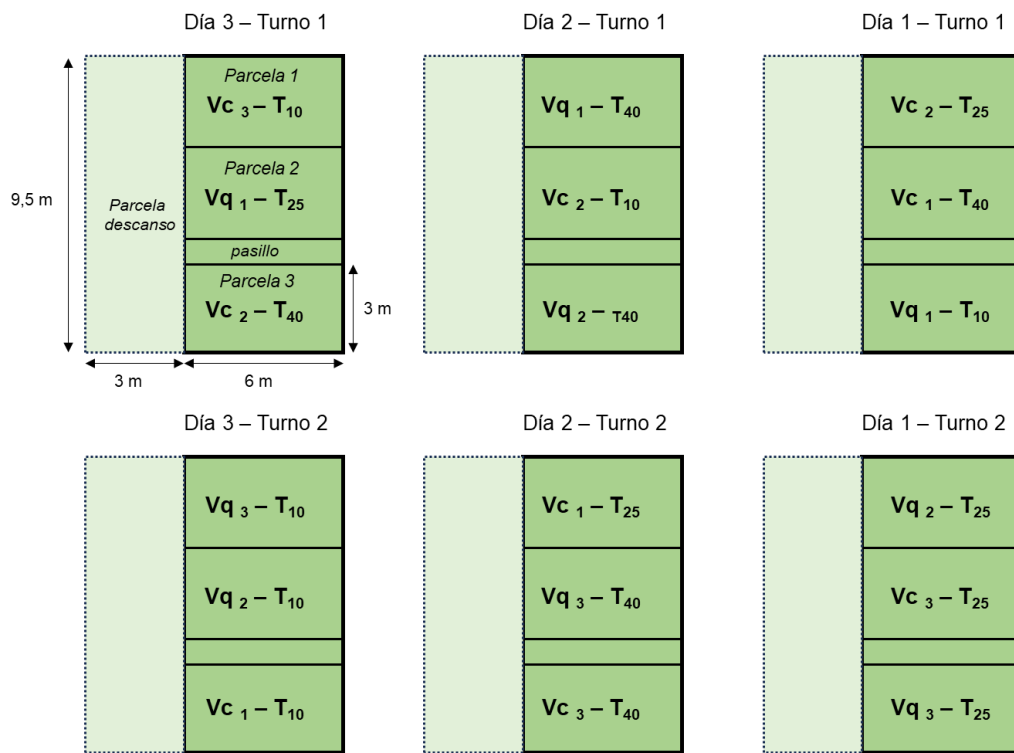 Día 3 – Turno 1
Día 2 – Turno 1
Día 1 – Turno 1
Parcela 1
Vc 3 – T10
Parcela 2
Vq 1 – T25
pasillo
Parcela 3
Vc 2 – T40
Parcela
descanso
9,5 m
3 m
3 m
6 m
Vq 1 – T40
Vc 2 – T10
Vq 2 – T40
Vc 2 – T25
Vc 1 – T40
Vq 1 – T10
Día 3 – Turno 2
Día 2 – Turno 2
Día 1 – Turno 2
Vq 3 – T10
Vq 2 – T10
Vc 1 – T10
Vc 1 – T25
Vq 3 – T40
Vc 3 – T40
Vq 2 – T25
Vc 3 – T25
Vq 3 – T25